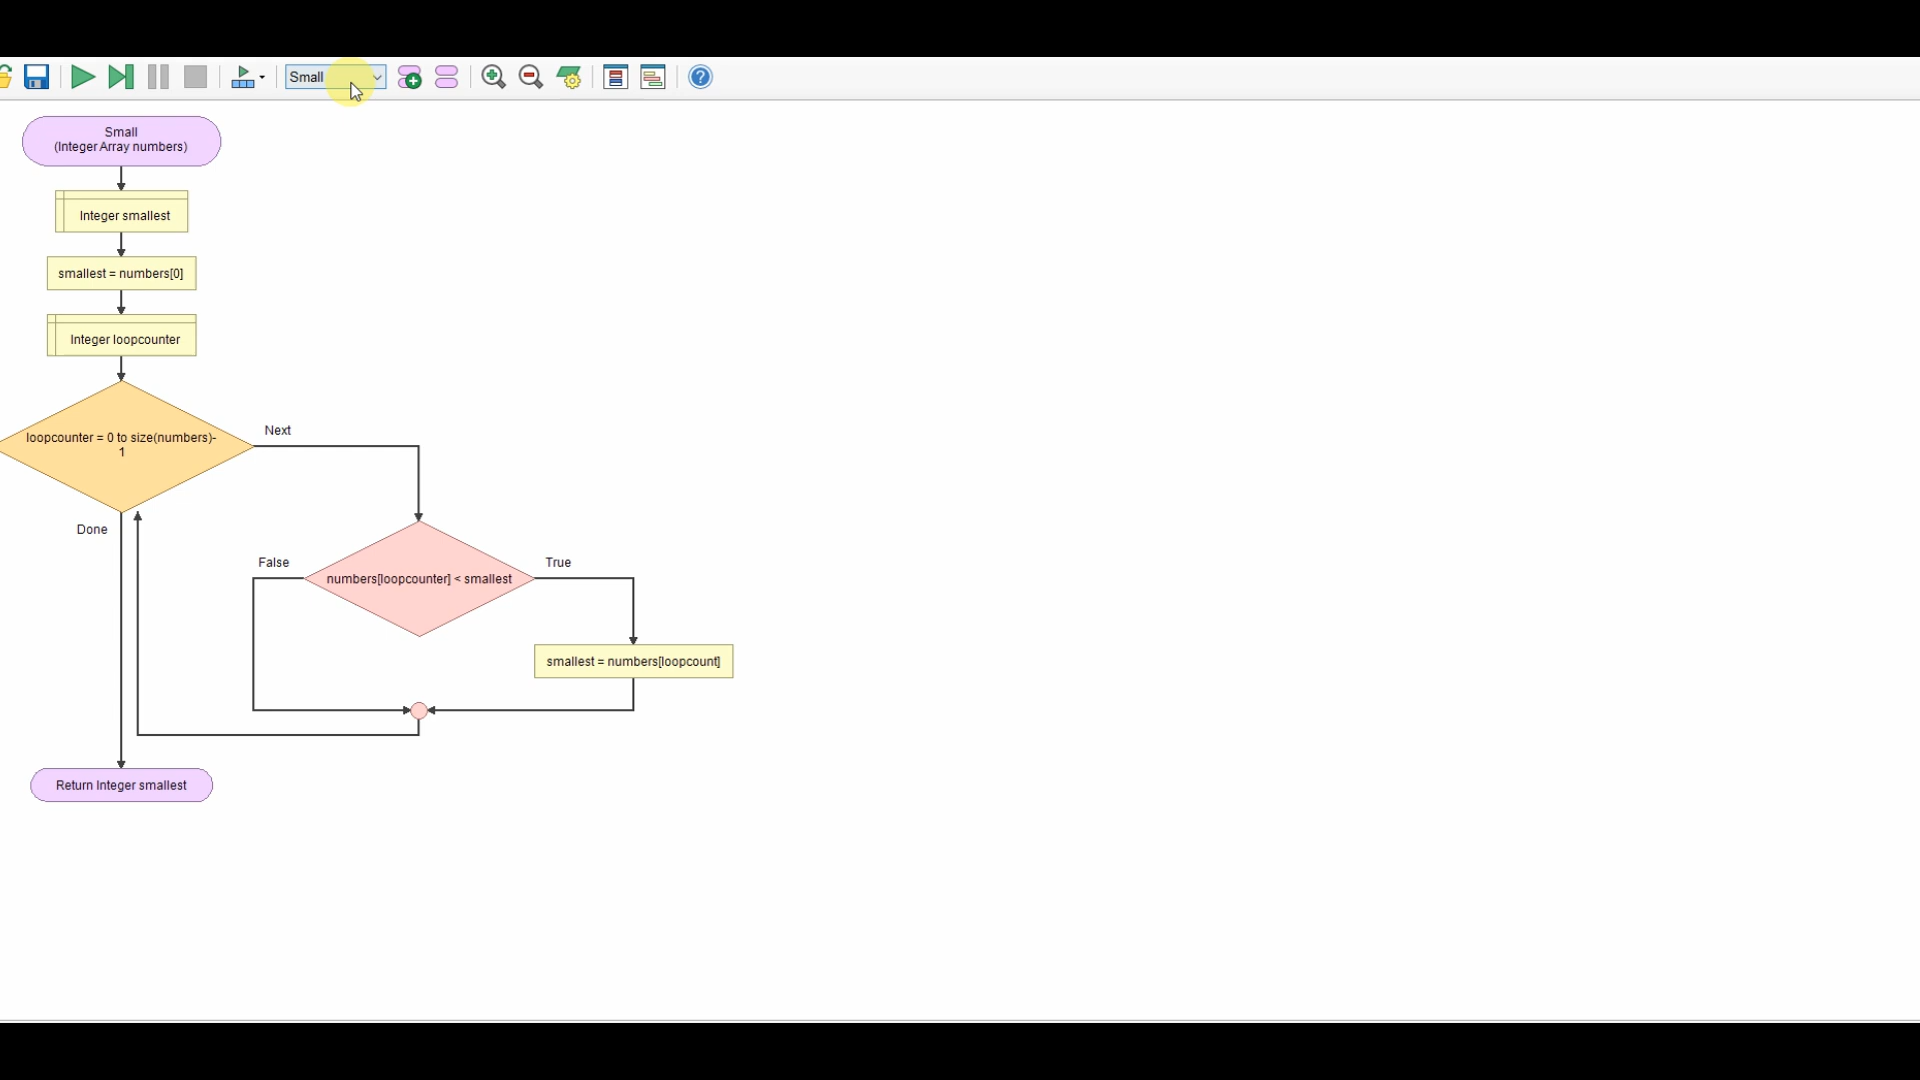 Small
Small
(Integer Array numbers)
Integer smallest
smallest = numbers[0]
Integer loopcounter
loopcounter = 0 to size(numbers)-
1
Next
Done
False
True
numbers[loopcounter] < smallest
smallest = numbers[loopcount]
Return Integer smallest